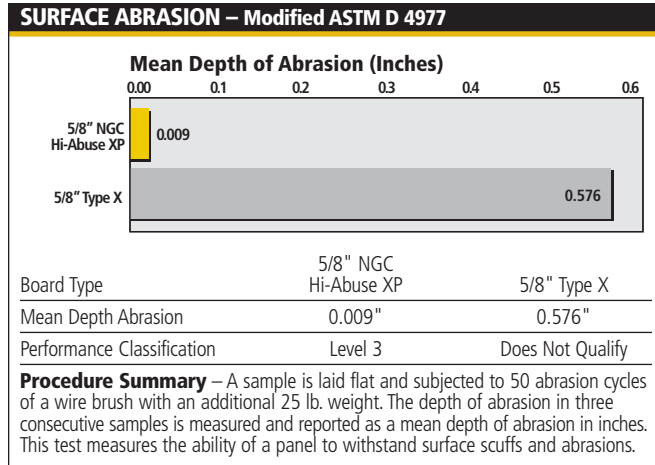 SURFACE ABRASION – Modified ASTM D 4977
Mean Depth of Abrasion (Inches)
0.00 0.1 0.2 0.3 0.4 0.5 0.6
5/8” NGC
Hi-Abuse XP
0.009
5/8” Type X
0.576
5/8" NGC
Board Type Hi-Abuse XP 5/8" Type X
Mean Depth Abrasion 0.009" 0.576"
Performance Classification Level 3 Does Not Qualify
Procedure Summary – A sample is laid flat and subjected to 50 abrasion cycles
of a wire brush with an additional 25 lb. weight. The depth of abrasion in three
consecutive samples is measured and reported as a mean depth of abrasion in inches.
This test measures the ability of a panel to withstand surface scuffs and abrasions.